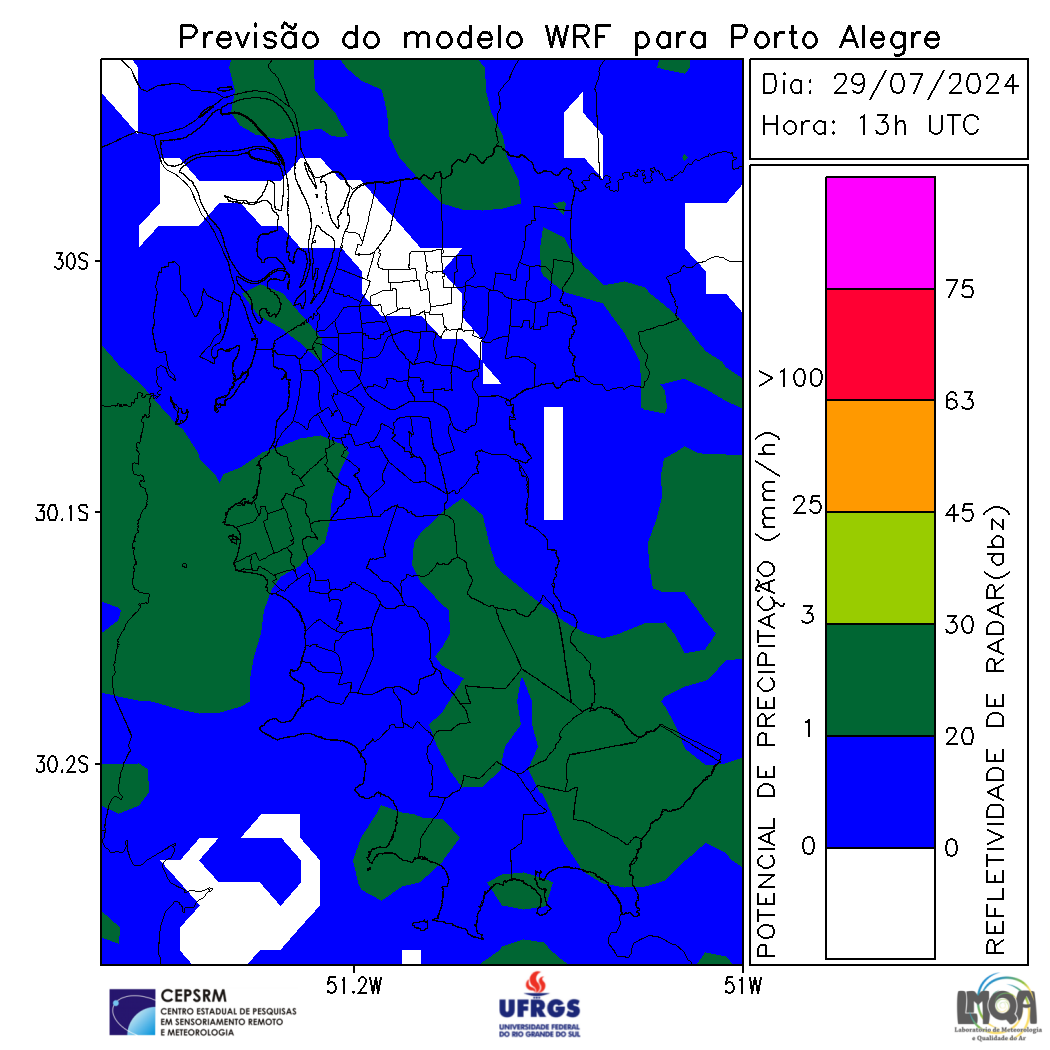 Previsão do modelo WRF para Porto Alegre
Dia: 29/07/2024
Hora: 13h UTC
30S
30.1S
30.2S
51.2W
51W
POTENCIAL DE PRECIPITAÇÃO (mm/h)
>100
25
3
1
0
75
63
45
30
20
0
REFLETIVIDADE DE RADAR(dbz)
CEPSRM
CENTRO ESTADUAL DE PESQUISAS
EM SENSORIAMENTO REMOTO
E METEOROLOGIA
UFRGS
UNIVERSIDADE FEDERAL
DO RIO GRANDE DO SUL
LMQA
Laboratório de Meteorologia
e Qualidade do Ar